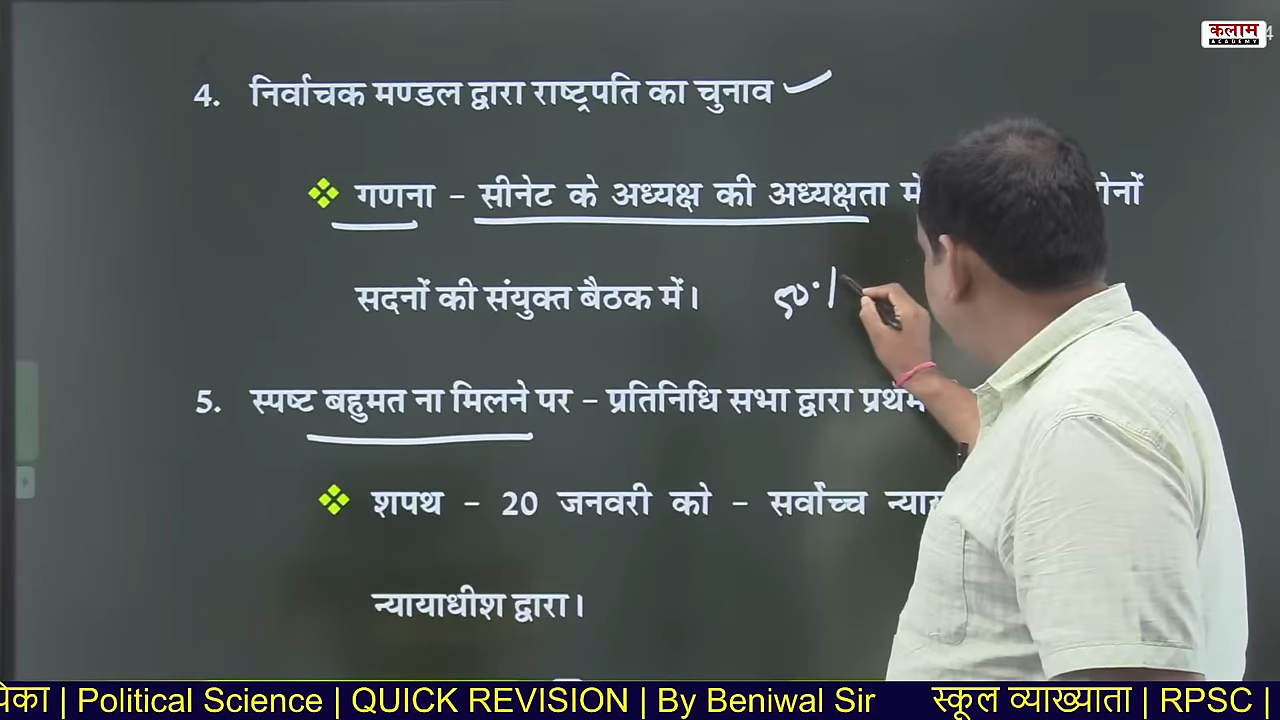 कलाम
ACADEMY
4
4. निर्वाचक मण्डल द्वारा राष्ट्रपति का चुनाव
गणना – सीनेट के अध्यक्ष की अध्यक्षता
सदनों की संयुक्त बैठक में।
5. स्पष्ट बहुमत ना मिलने पर – प्रतिनिधि सभा द्वारा
शपथ – 20 जनवरी को – सर्वोच्च
न्यायाधीश द्वारा।
| Political Science | QUICK REVISION | By Beniwal Sir स्कूल व्याख्याता | RPSC |